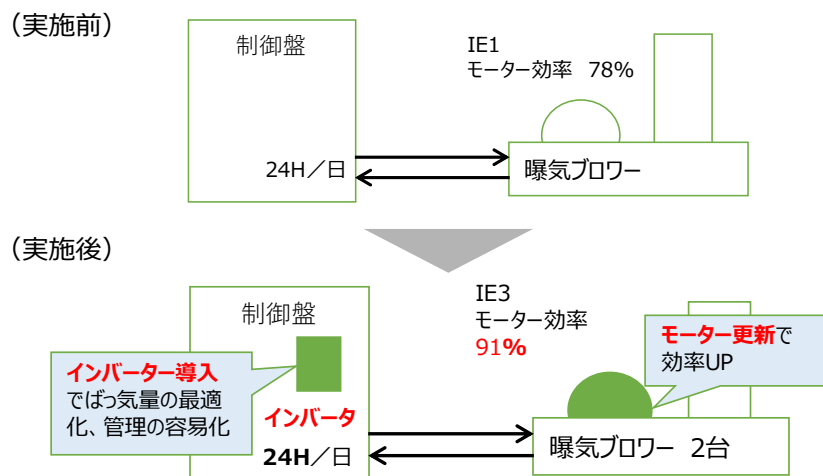 （実施前）
制御盤
IE1
モーター効率 78%
24H／日
曝気ブロワー
（実施後）
制御盤
IE3
モーター効率
91%
モーター更新で
効率UP
インバーター導入
でばっ気量の最適
化、管理の容易化
インバータ
24H／日
曝気ブロワー 2台